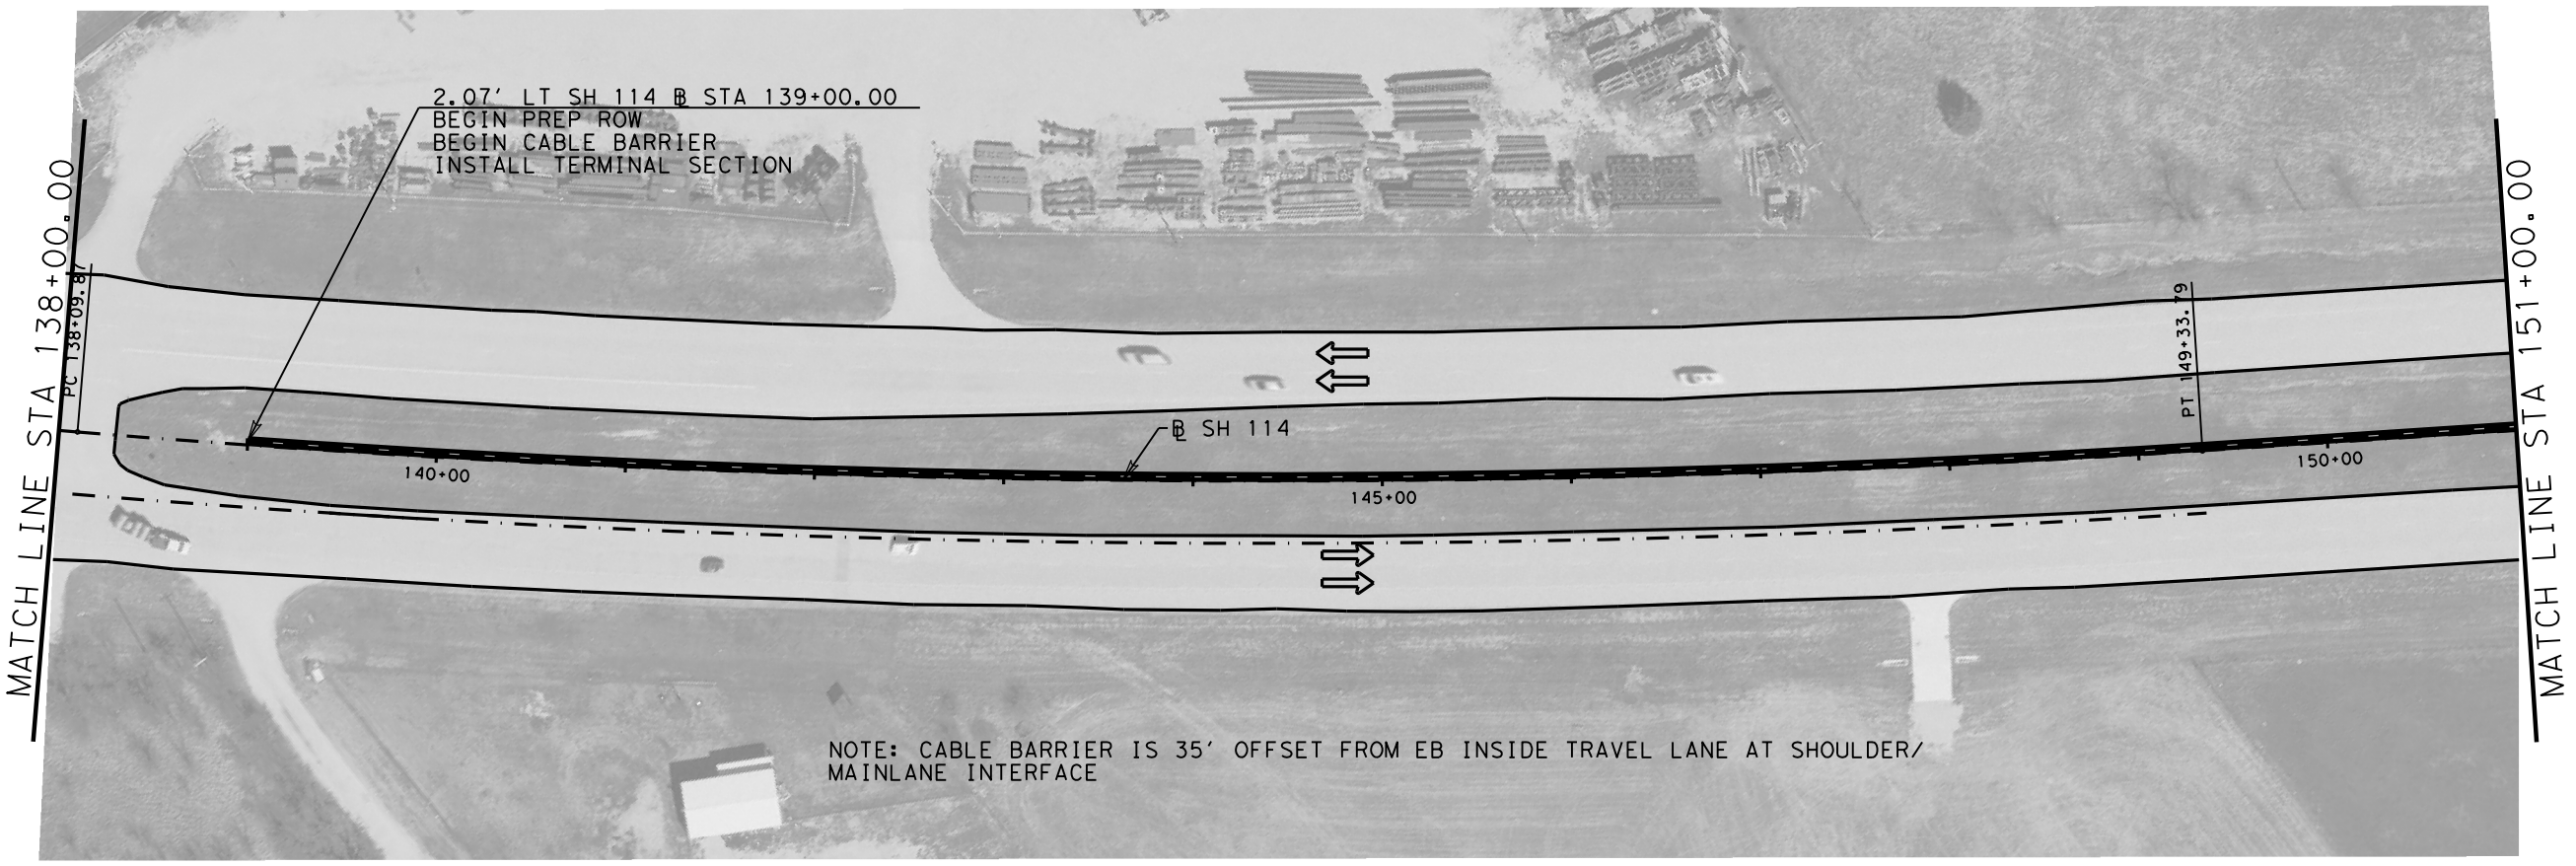 2.07' LT SH 114 BL STA 139+00.00
BEGIN PREP ROW
BEGIN CABLE BARRIER
INSTALL TERMINAL SECTION
MATCH LINE STA 138+00.00
PC 138+09.87
BL SH 114
140+00
145+00
150+00
PT 149+33.79
MATCH LINE STA 151+00.00
NOTE: CABLE BARRIER IS 35' OFFSET FROM EB INSIDE TRAVEL LANE AT SHOULDER/
MAINLANE INTERFACE